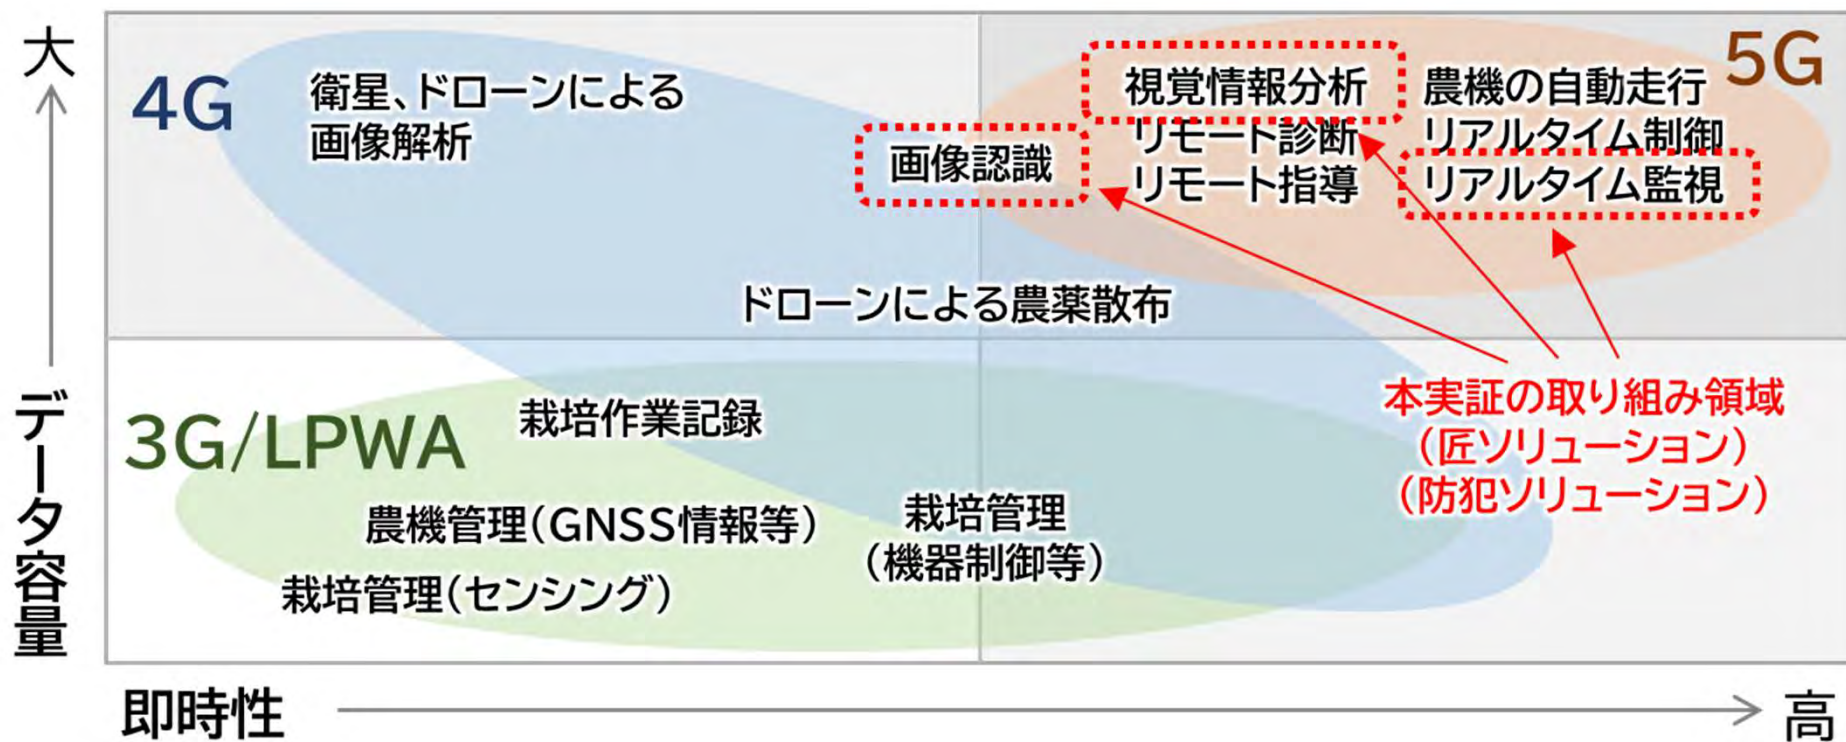 大
データ容量
4G
衛星、ドローンによる
画像解析
画像認識
視覚情報分析
リモート診断
リモート指導
農機の自動走行
リアルタイム制御
リアルタイム監視
5G
ドローンによる農薬散布
3G/LPWA
栽培作業記録
農機管理(GNSS情報等)
栽培管理(センシング)
栽培管理
(機器制御等)
本実証の取り組み領域
(匠ソリューション)
(防犯ソリューション)
即時性
高